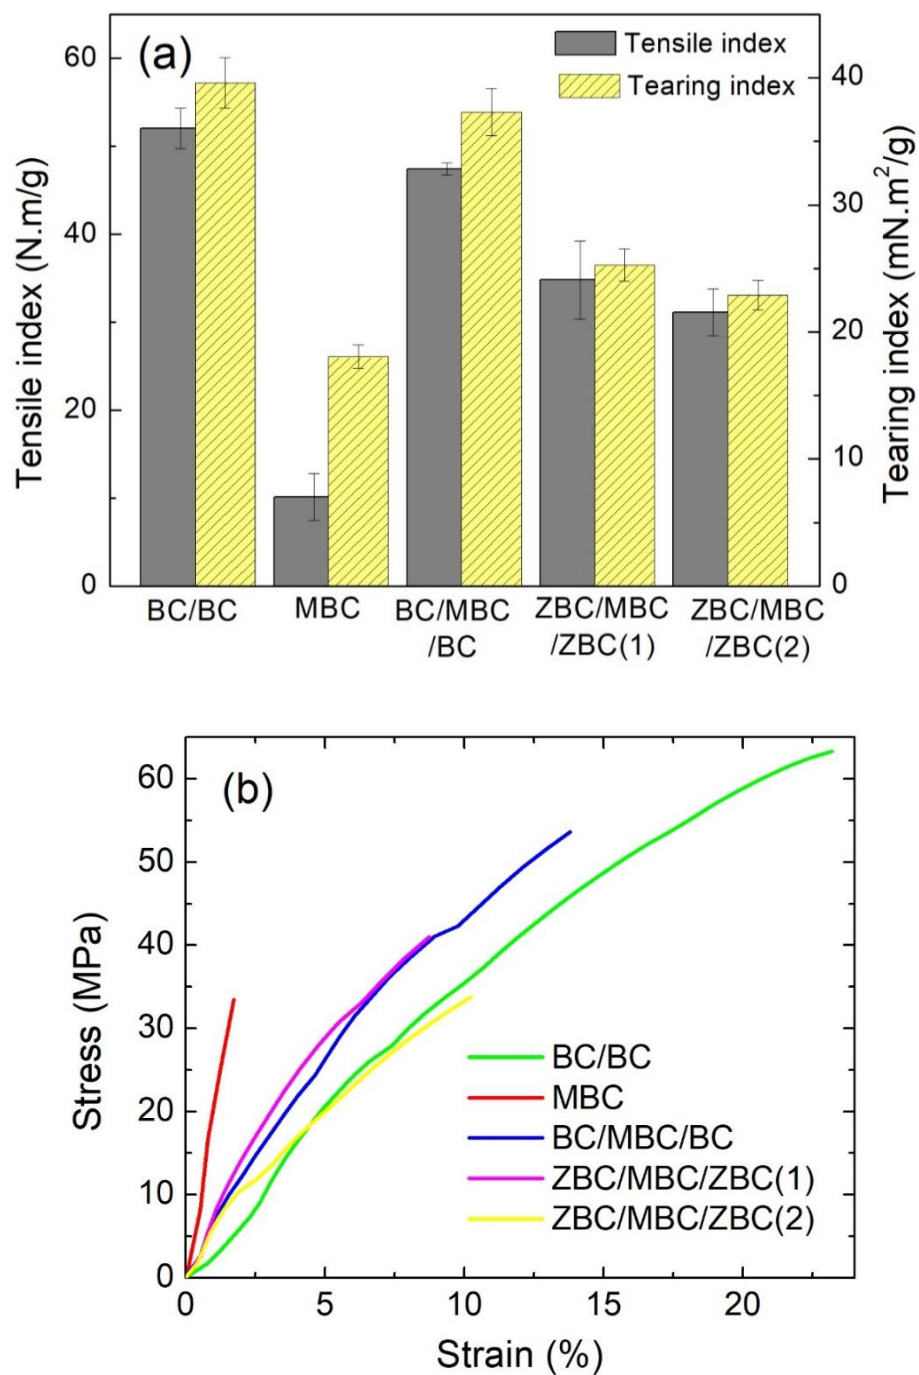 (a)
Tensile index
Tearing index
Tensile index (N.m/g)
60
40
20
0
Tearing index (mN.m²/g)
40
30
20
10
0
BC/BC
MBC
BC/MBC
/BC
ZBC/MBC
/ZBC(1)
ZBC/MBC
/ZBC(2)
(b)
Stress (MPa)
60
50
40
30
20
10
0
BC/BC
MBC
BC/MBC/BC
ZBC/MBC/ZBC(1)
ZBC/MBC/ZBC(2)
0 5 10 15 20
Strain (%)